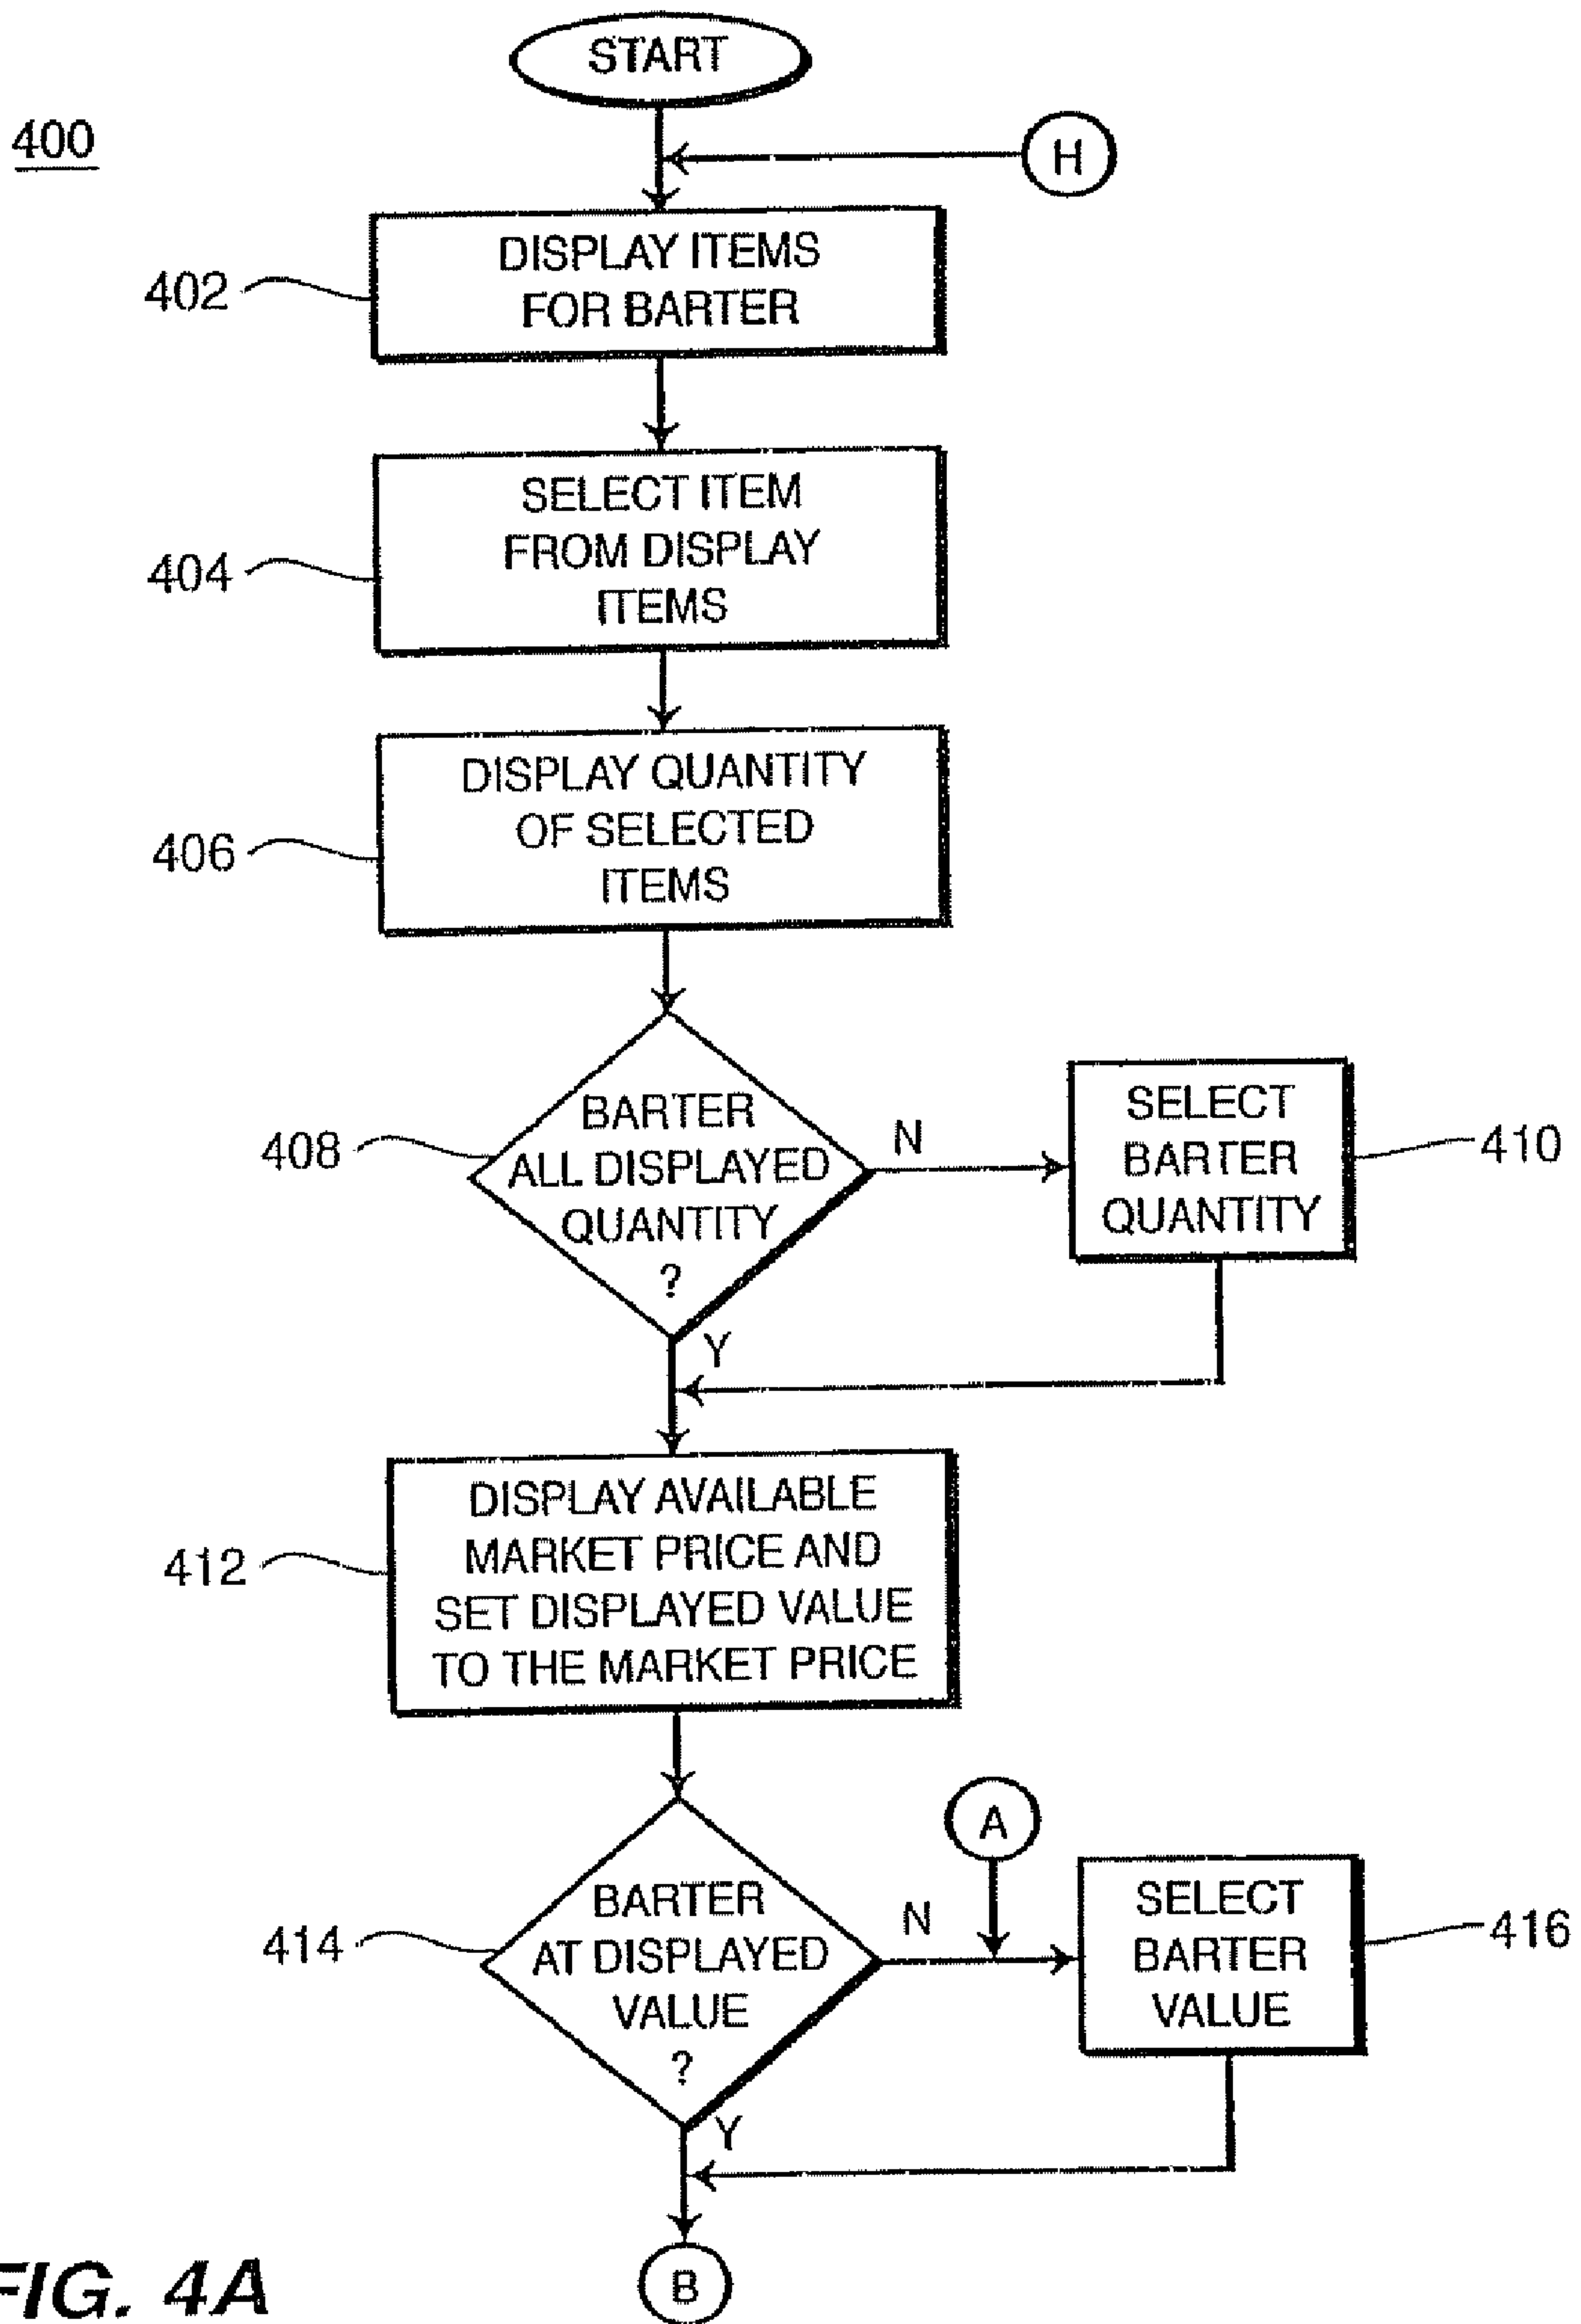 START
400
H
DISPLAY ITEMS
FOR BARTER
402
SELECT ITEM
FROM DISPLAY
ITEMS
404
DISPLAY QUANTITY
OF SELECTED
ITEMS
406
BARTER
ALL DISPLAYED
QUANTITY
?
408
N
SELECT
BARTER
QUANTITY
410
Y
DISPLAY AVAILABLE
MARKET PRICE AND
SET DISPLAYED VALUE
TO THE MARKET PRICE
412
A
BARTER
AT DISPLAYED
VALUE
?
414
N
SELECT
BARTER
VALUE
416
Y
B
FIG. 4A